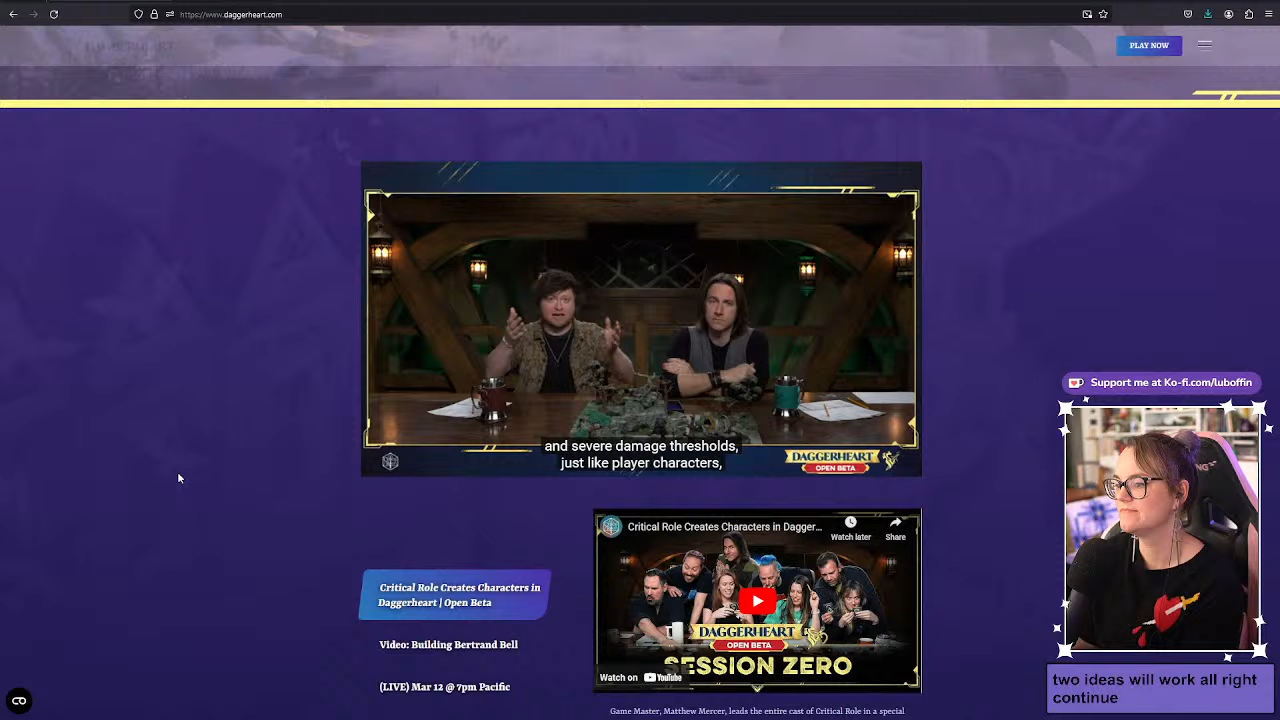 https://www.daggerheart.com
PLAY NOW
and severe damage thresholds,
just like player characters,
DAGGERHEART
OPEN BETA
Critical Role Creates Characters in Dagger...
Watch later
Share
Critical Role Creates Characters in
Daggerheart | Open Beta
DAGGERHEART
OPEN BETA
SESSION ZERO
Video: Building Bertrand Bell
Watch on YouTube
(LIVE) Mar 12 @ 7pm Pacific
Game Master, Matthew Mercer, leads the entire cast of Critical Role in a special
Support me at Ko-fi.com/luboffin
two ideas will work all right
continue